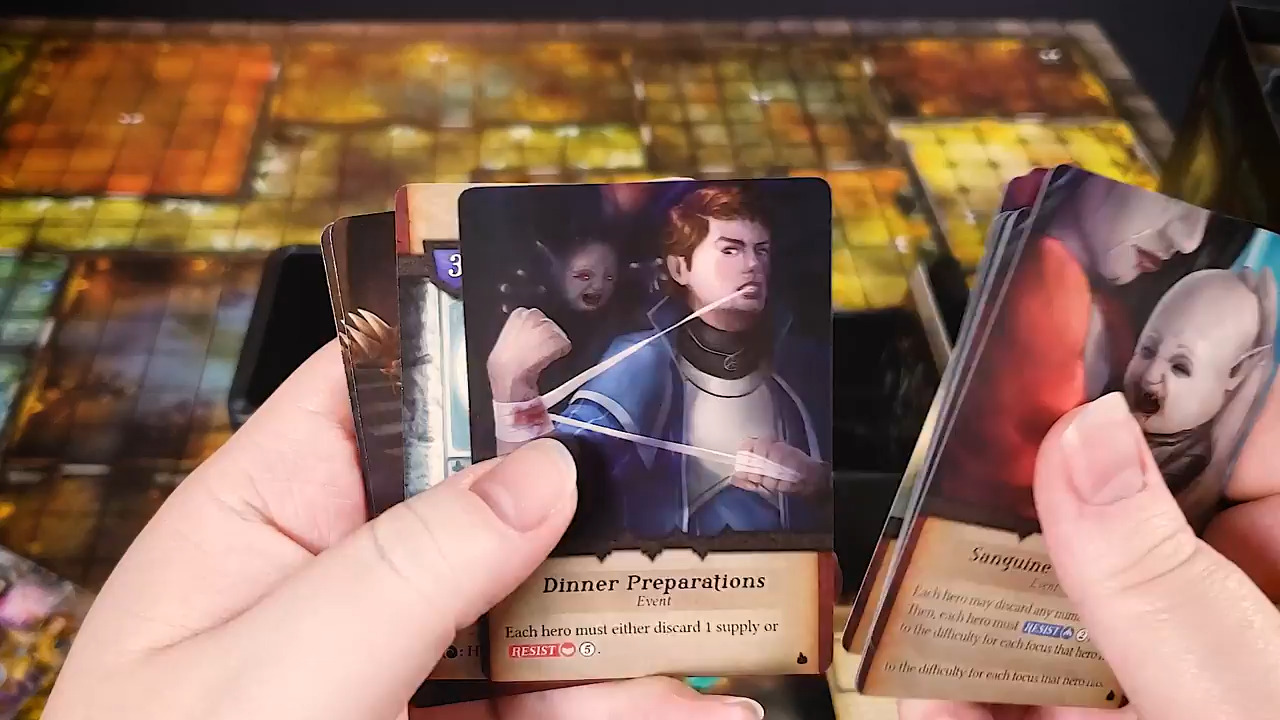 3
Dinner Preparations
Event
Each hero must either discard 1 supply or
RESIST 5.
: H
Sanguine
Event
Each hero may discard any
Then, each hero must RESIST 2
to the difficulty for each focus that hero
to the difficulty for each focus that hero has.